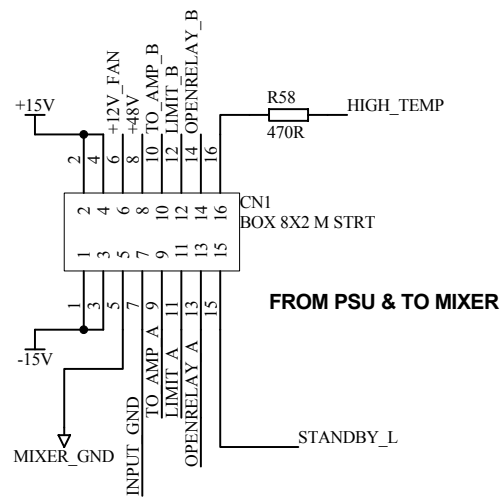 +15V
+12V_FAN
+48V
TO_AMP_B
LIMIT_B
OPENRELAY_B
R58
470R
HIGH_TEMP
2
4
6
8
10
12
14
16
CN1
BOX 8X2 M STRT
2
4
6
8
10
12
14
16
1
3
5
7
9
11
13
15
1
3
5
7
9
11
13
15
FROM PSU & TO MIXER
-15V
MIXER_GND
INPUT_GND
TO_AMP_A
LIMIT_A
OPENRELAY_A
STANDBY_L